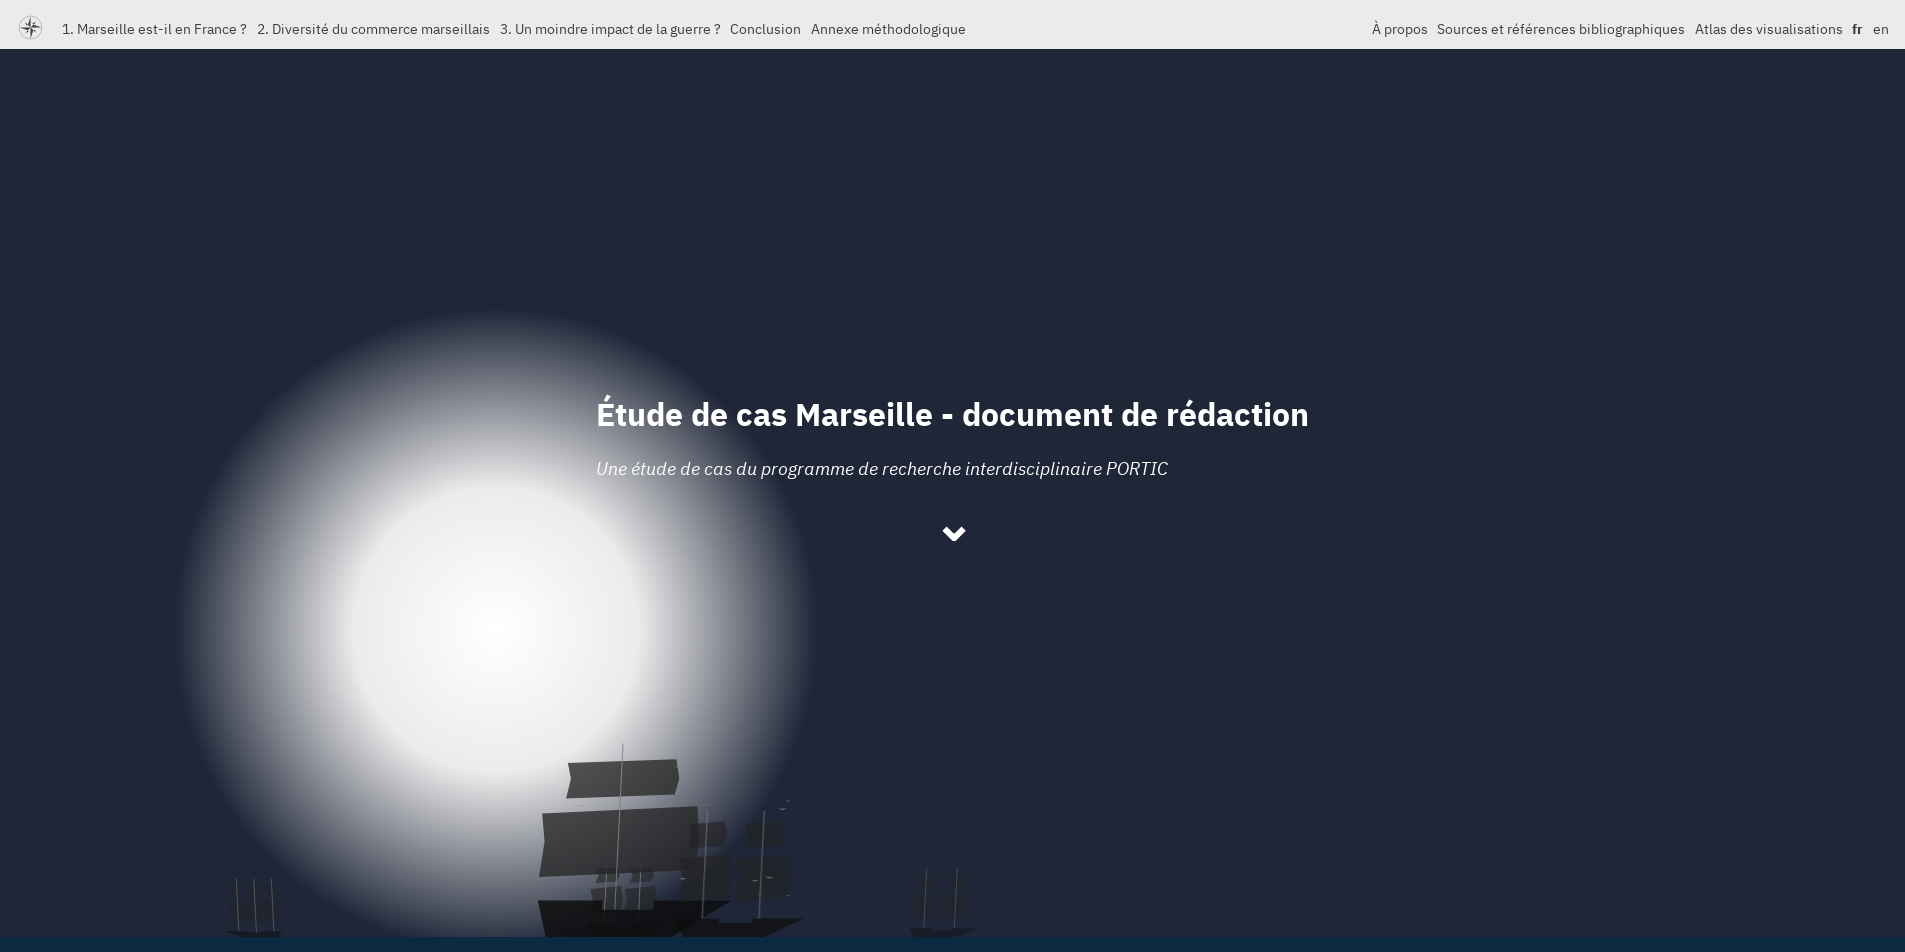 1. Marseille est-il en France ? 2. Diversité du commerce marseillais 3. Un moindre impact de la guerre ? Conclusion Annexe méthodologique À propos Sources et références bibliographiques Atlas des visualisations fr en
Étude de cas Marseille - document de rédaction
Une étude de cas du programme de recherche interdisciplinaire PORTIC